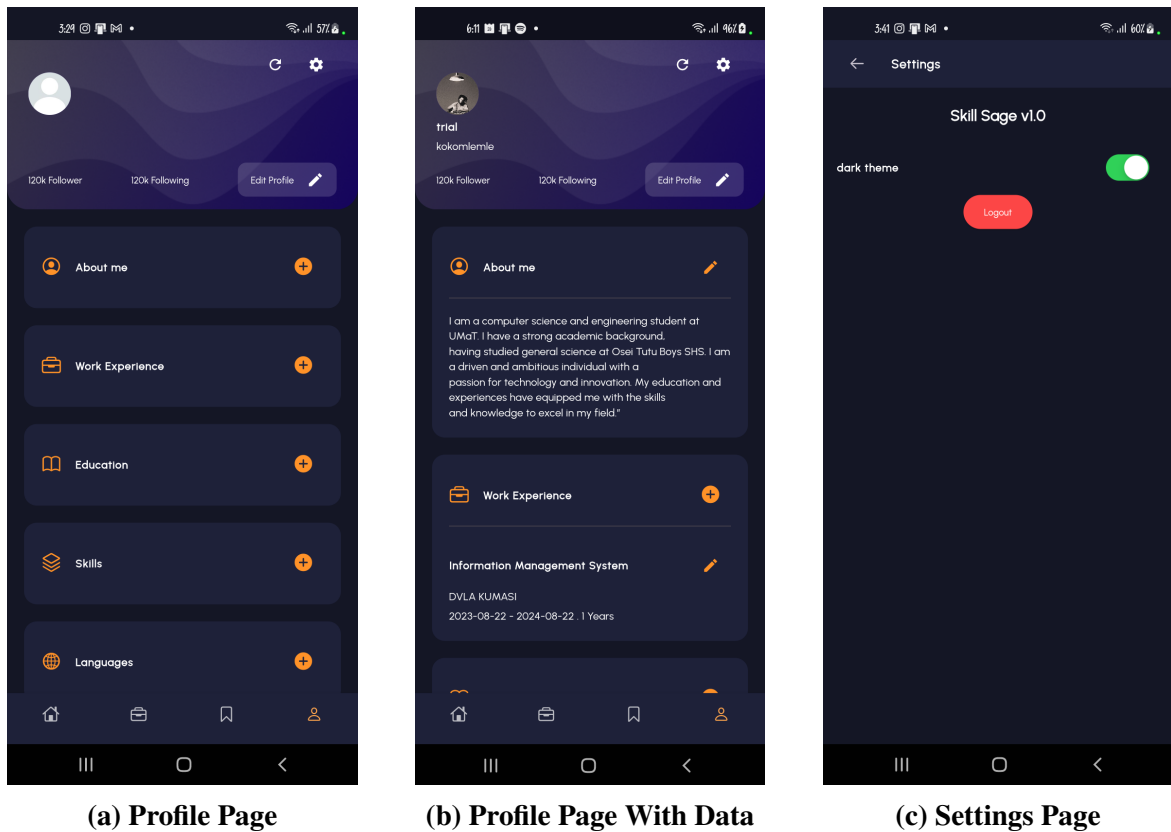 3:29
57%
120k Follower
120k Following
Edit Profile
About me
Work Experience
Education
Skills
Languages
(a) Profile Page
6:11
96%
trial
kokomlemle
120k Follower
120k Following
Edit Profile
About me
I am a computer science and engineering student at
UMaT. I have a strong academic background,
having studied general science at Osei Tutu Boys SHS. I am
a driven and ambitious individual with a
passion for technology and innovation. My education and
experiences have equipped me with the skills
and knowledge to excel in my field."
Work Experience
Information Management System
DVLA KUMASI
2023-08-22 - 2024-08-22 . 1 Years
(b) Profile Page With Data
3:41
60%
Settings
Skill Sage v1.0
dark theme
Logout
(c) Settings Page